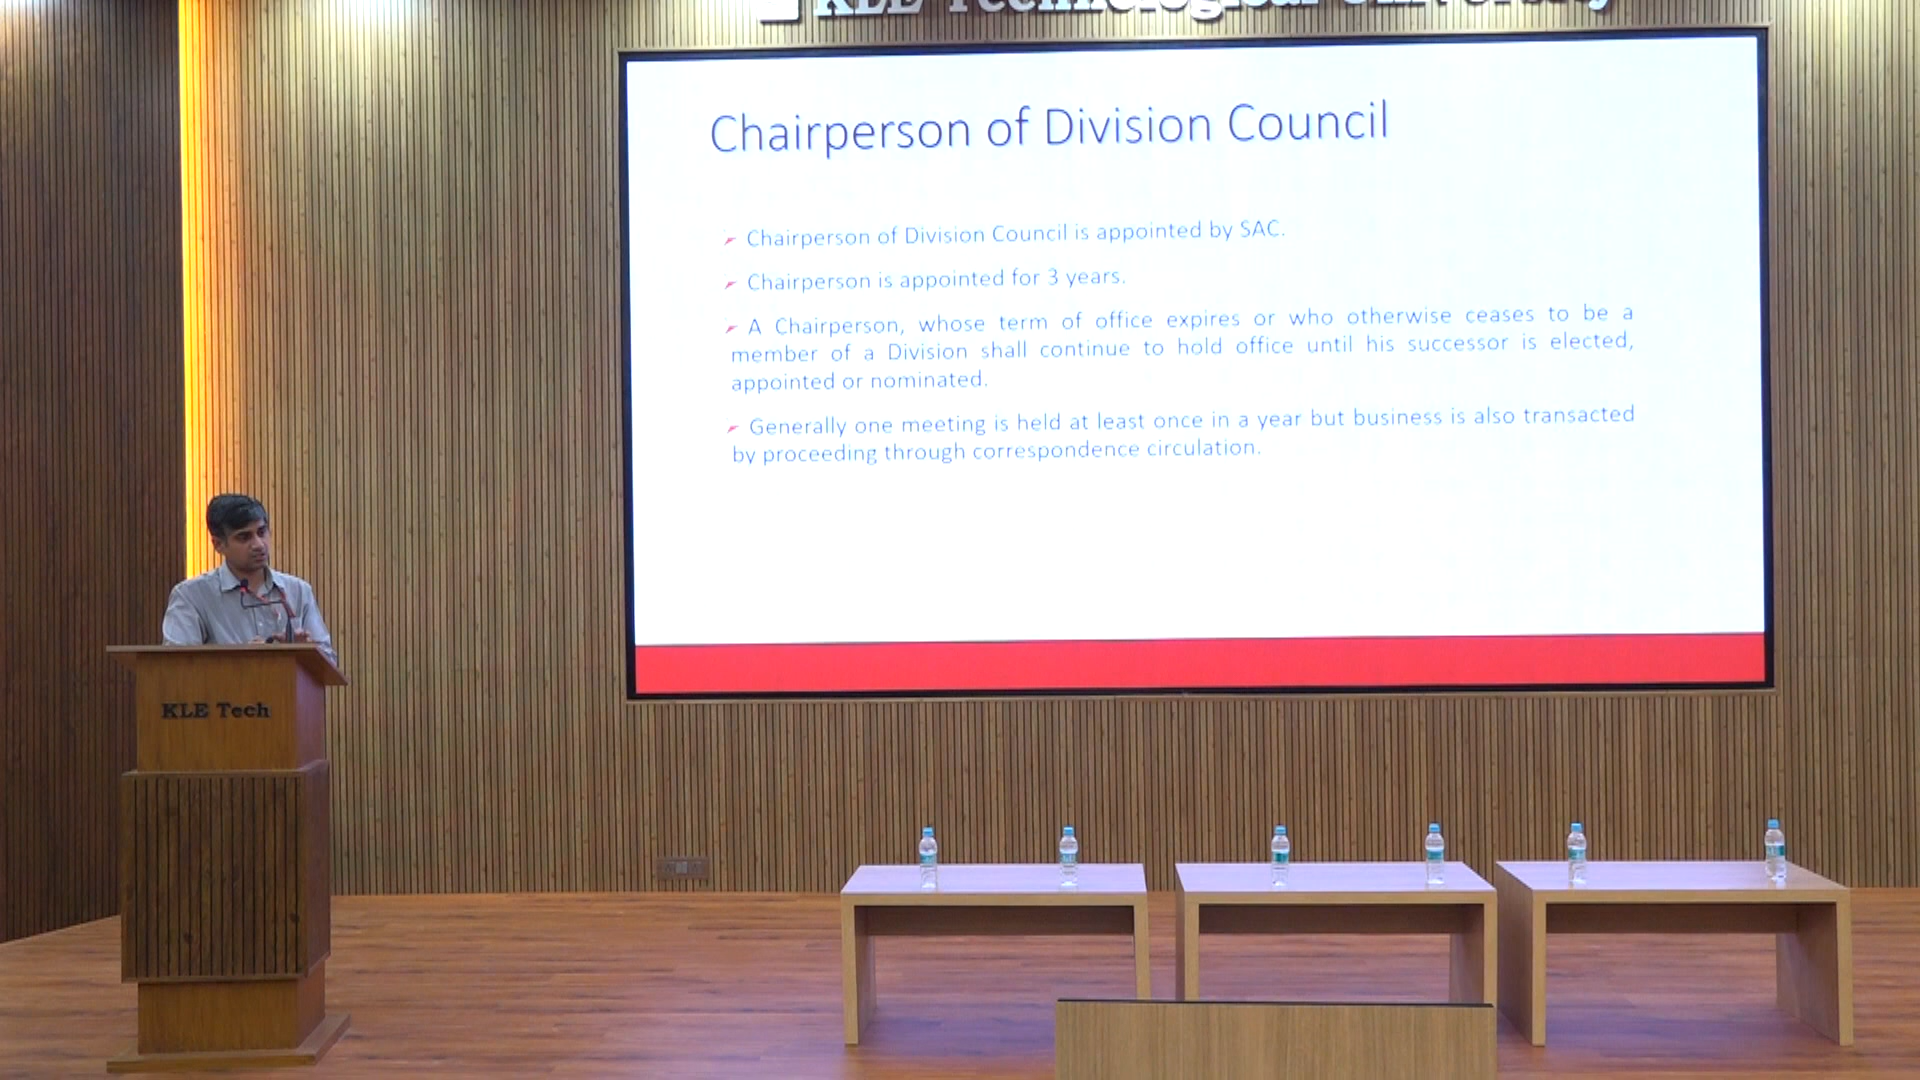 KLE Technological University
Chairperson of Division Council
Chairperson of Division Council is appointed by SAC.
Chairperson is appointed for 3 years.
A Chairperson, whose term of office expires or who otherwise ceases to be a
member of a Division shall continue to hold office until his successor is elected,
appointed or nominated.
Generally one meeting is held at least once in a year but business is also transacted
by proceeding through correspondence circulation.
KLE Tech